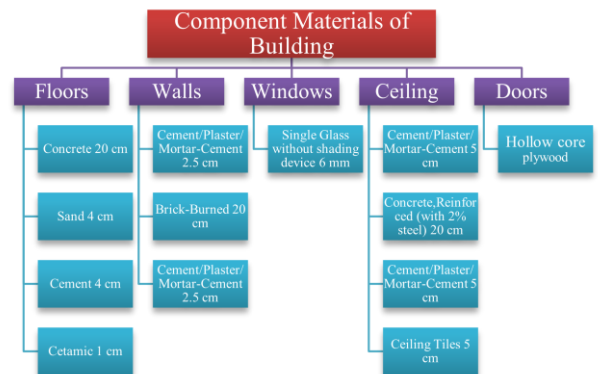 Component Materials of
Building
Floors
Walls
Windows
Ceiling
Doors
Concrete 20 cm
Sand 4 cm
Cement 4 cm
Cetamic 1 cm
Cement/Plaster/
Mortar-Cement
2.5 cm
Brick-Burned 20
cm
Cement/Plaster/
Mortar-Cement
2.5 cm
Single Glass
without shading
device 6 mm
Cement/Plaster/
Mortar-Cement 5
cm
Concrete,Reinfor
ced (with 2%
steel) 20 cm
Cement/Plaster/
Mortar-Cement 5
cm
Ceiling Tiles 5
cm
Hollow core
plywood